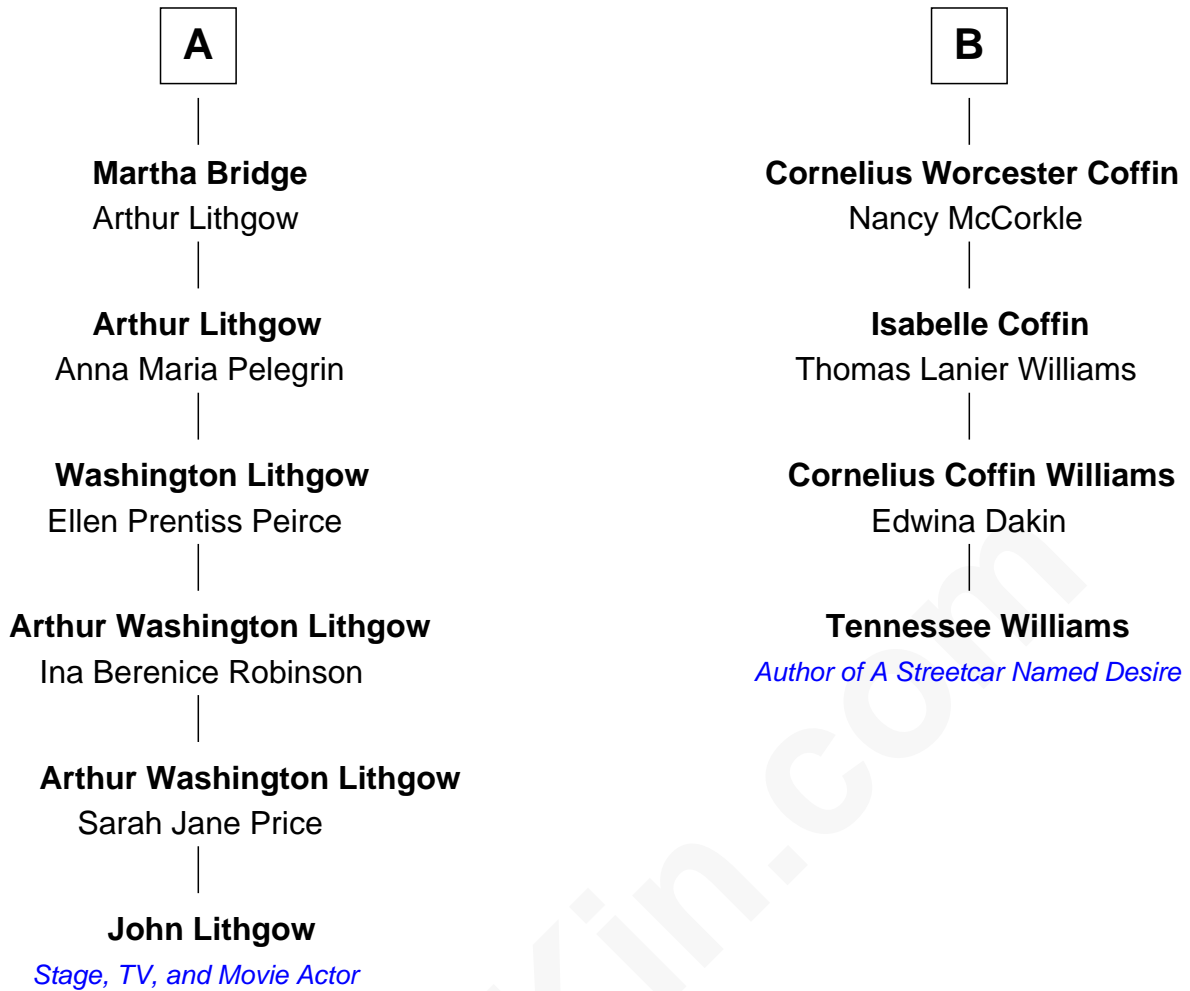 A
Martha Bridge
Arthur Lithgow
Arthur Lithgow
Anna Maria Pelegrin
Washington Lithgow
Ellen Prentiss Peirce
Arthur Washington Lithgow
Ina Berenice Robinson
Arthur Washington Lithgow
Sarah Jane Price
John Lithgow
Stage, TV, and Movie Actor
B
Cornelius Worcester Coffin
Nancy McCorkle
Isabelle Coffin
Thomas Lanier Williams
Cornelius Coffin Williams
Edwina Dakin
Tennessee Williams
Author of A Streetcar Named Desire